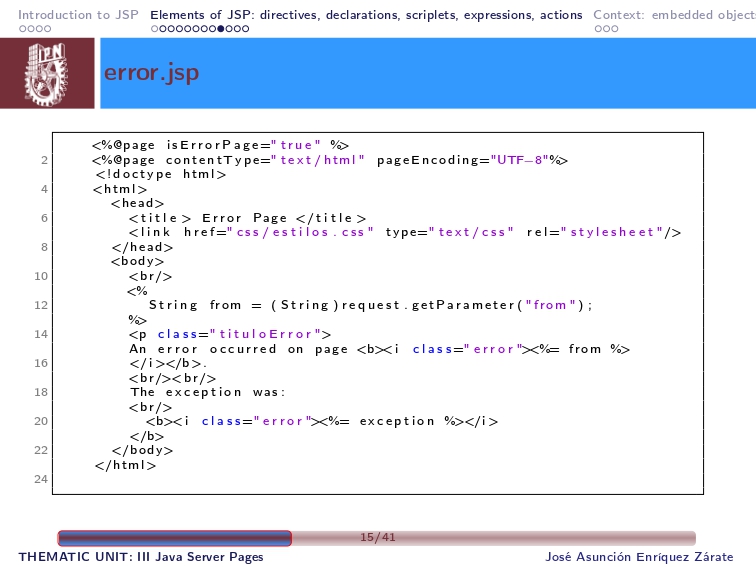 Introduction to JSP Elements of JSP: directives, declarations, scriplets, expressions, actions Context: embedded object
IPN error.jsp
<%@page isErrorPage="true" %>
2 <%@page contentType="text/html" pageEncoding="UTF-8"%>
<!doctype html>
4 <html>
<head>
6 <title> Error Page </title>
<link href="css/estilos.css" type="text/css" rel="stylesheet"/>
8 </head>
<body>
10 <br/>
<%
12 String from = (String)request.getParameter("from");
%>
14 <p class="tituloError">
An error occurred on page <b><i class="error"><%= from %>
16 </i></b>.
<br/><br/>
18 The exception was:
<br/>
20 <b><i class="error"><%= exception %></i>
</b>
22 </body>
</html>
24
15/41
THEMATIC UNIT: III Java Server Pages José Asunción Enríquez Zárate